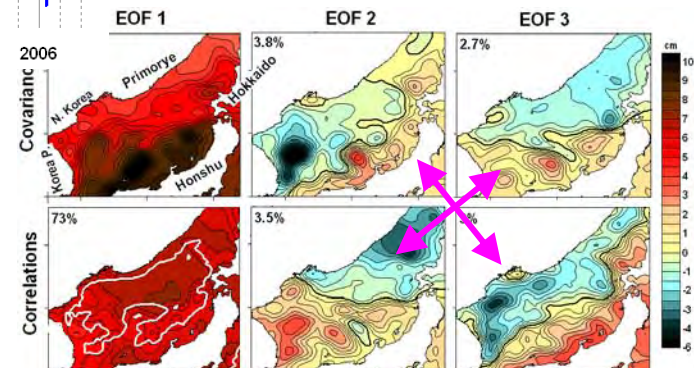 EOF 1 EOF 2 EOF 3
2006
3.8%
2.7%
cm
Covarianc
N. Korea
Primorye
Hokkaido
Korea P.
Honshu
10
9
8
7
6
5
4
3
2
1
0
-1
-2
-3
-4
-6
Correlations
73%
3.5%
%